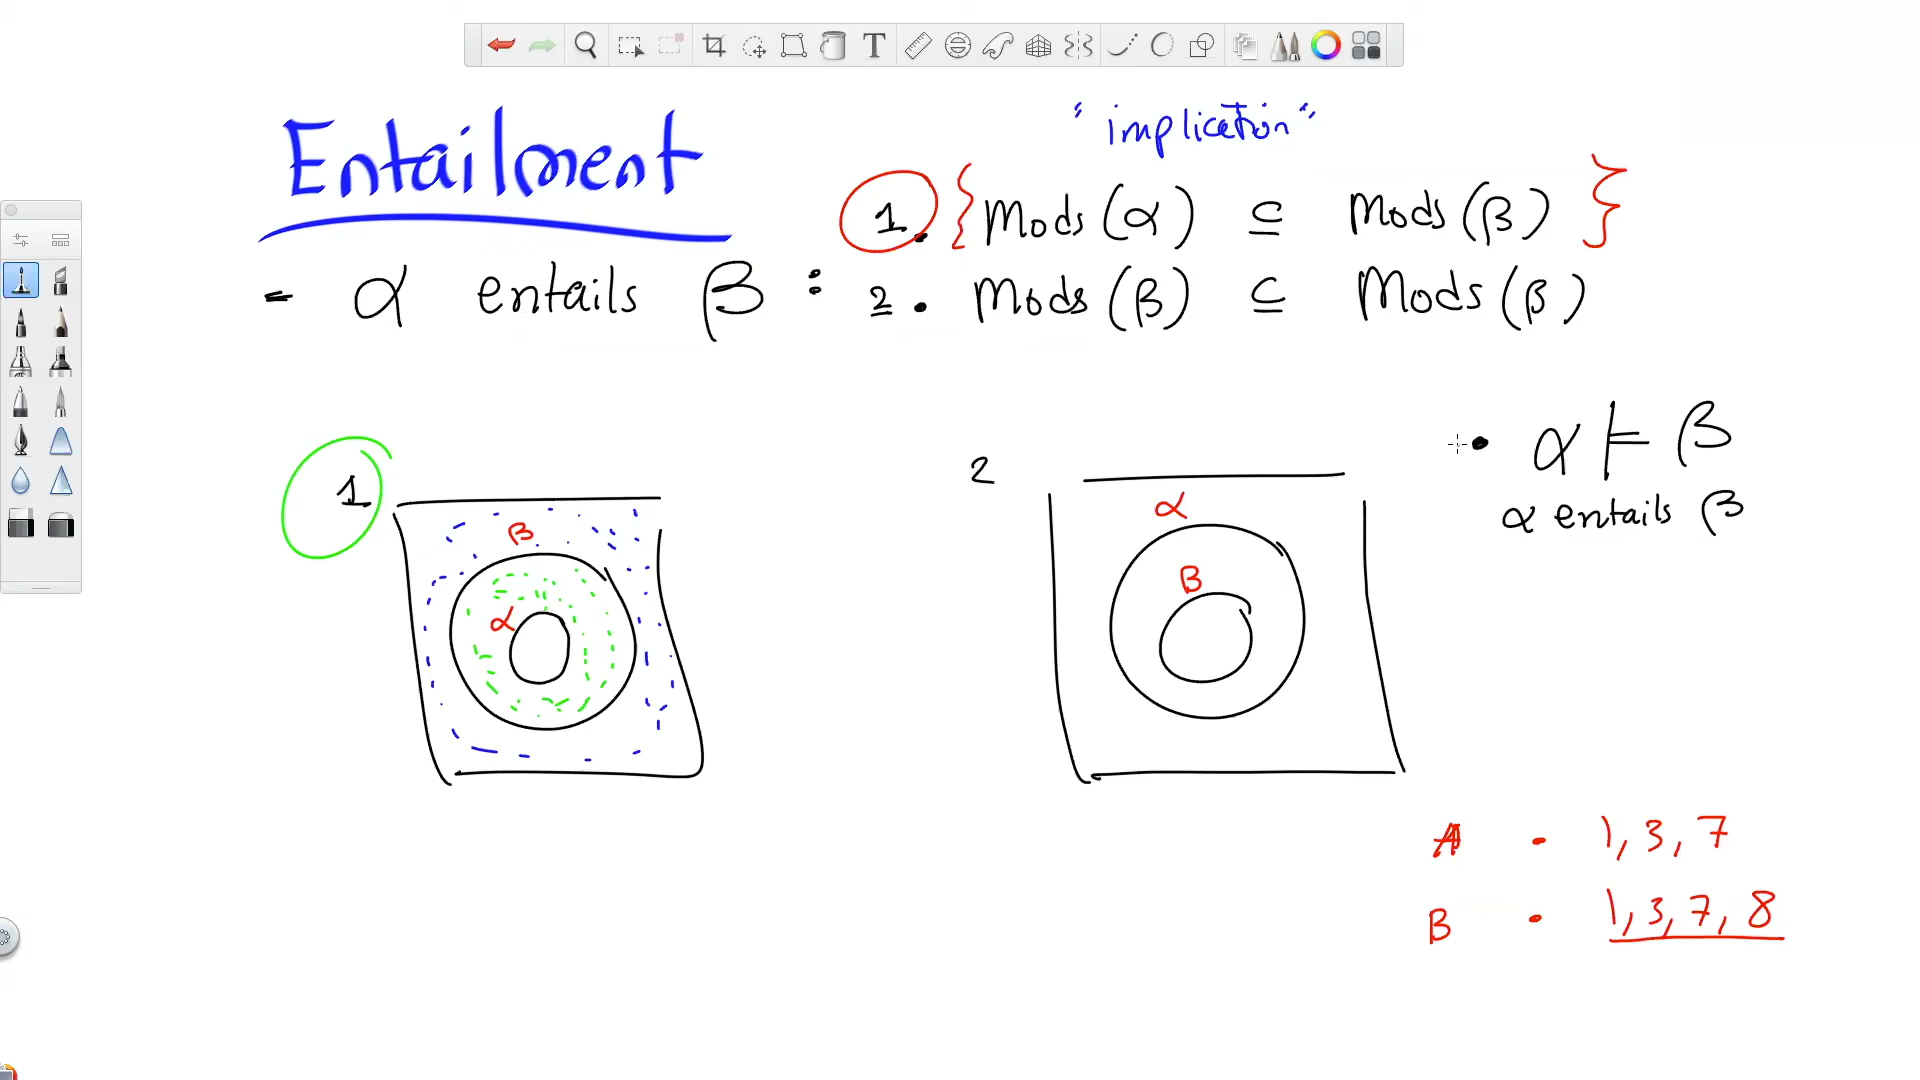 Entailment
"implication"
1. { Mods(α) ⊆ Mods(β) }
- α entails β : 2. Mods(β) ⊆ Mods(β)
1
β
α
2
α
B
• α ⊨ β
α entails β
A • 1, 3, 7
B • 1, 3, 7, 8
T